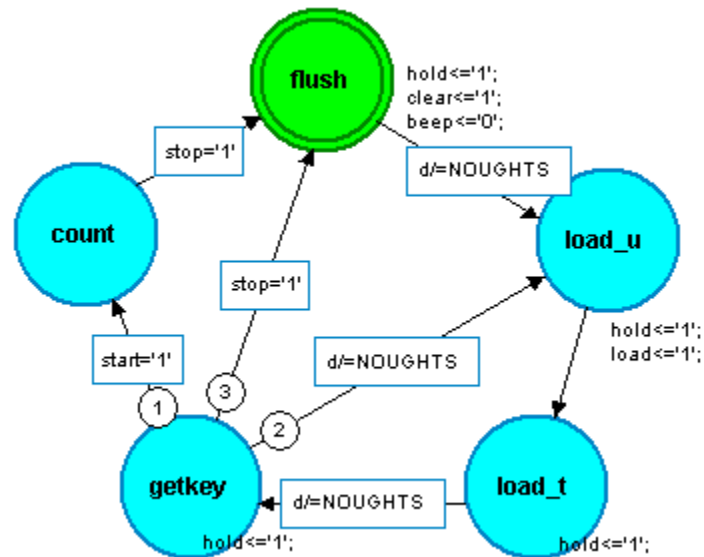 flush
hold<='1';
clear<='1';
beep<='0';
stop='1'
d/=NOUGHTS
count
load_u
stop='1'
hold<='1';
load<='1';
start='1'
d/=NOUGHTS
1
3
2
getkey
d/=NOUGHTS
load_t
hold<='1';
hold<='1';